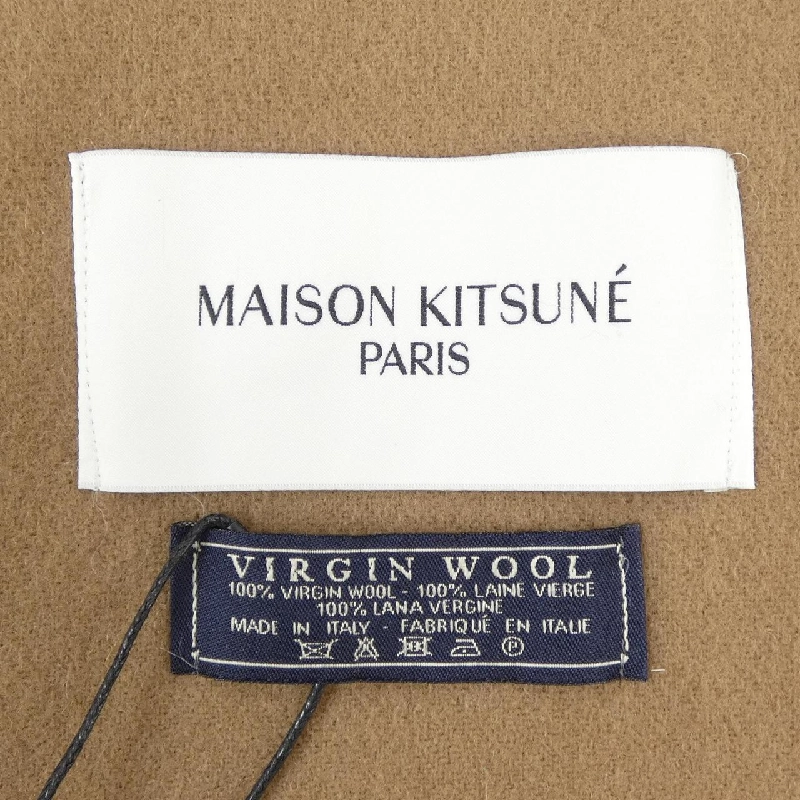 MAISON KITSUNÉ
PARIS
VIRGIN WOOL
100% VIRGIN WOOL - 100% LAINE VIERGE
100% LANA VERGINE
MADE IN ITALY - FABRIQUÉ EN ITALIE
P